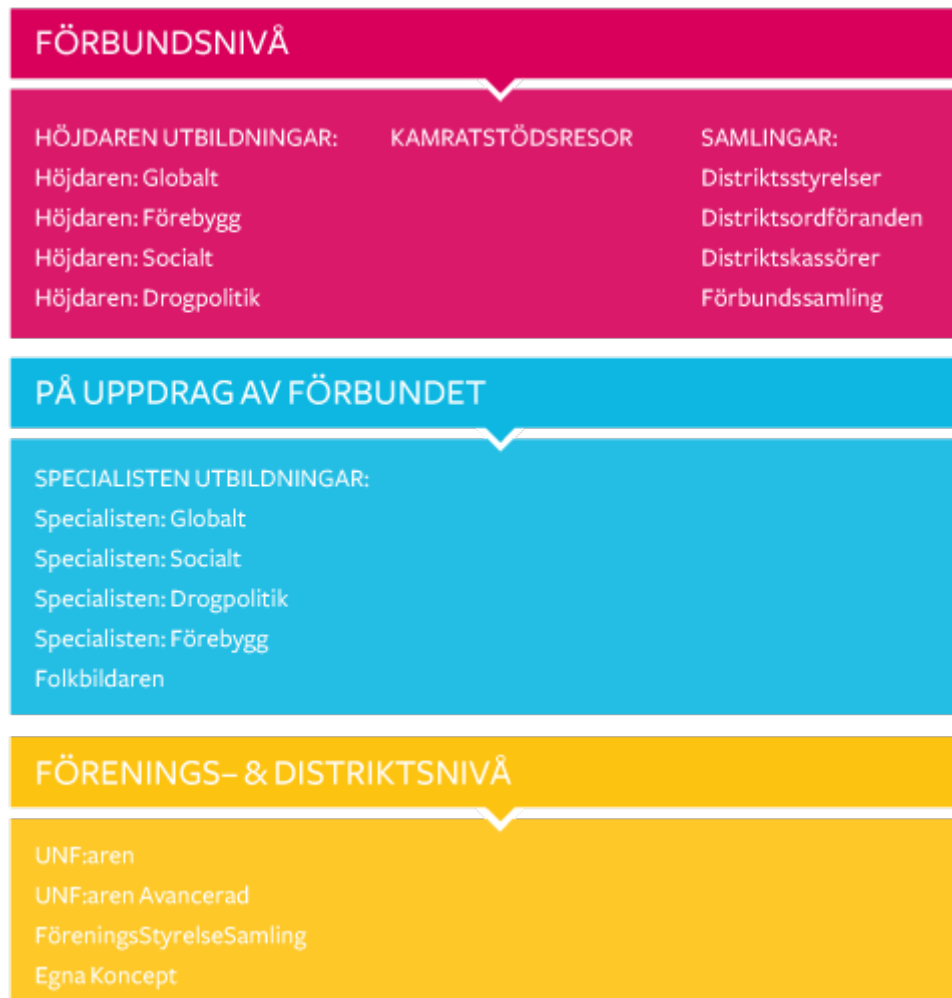 FÖRBUNDSNIVÅ
HÖJDAREN UTBILDNINGAR:
Höjdaren: Globalt
Höjdaren: Förebygg
Höjdaren: Socialt
Höjdaren: Drogpolitik
KAMRATSTÖDSRESOR
SAMLINGAR:
Distriktsstyrelser
Distriktsordföranden
Distriktskassörer
Förbundssamling
PÅ UPPDRAG AV FÖRBUNDET
SPECIALISTEN UTBILDNINGAR:
Specialisten: Globalt
Specialisten: Socialt
Specialisten: Drogpolitik
Specialisten: Förebygg
Folkbildaren
FÖRENINGS– & DISTRIKTSNIVÅ
UNF:aren
UNF:aren Avancerad
FöreningsStyrelseSamling
Egna Koncept